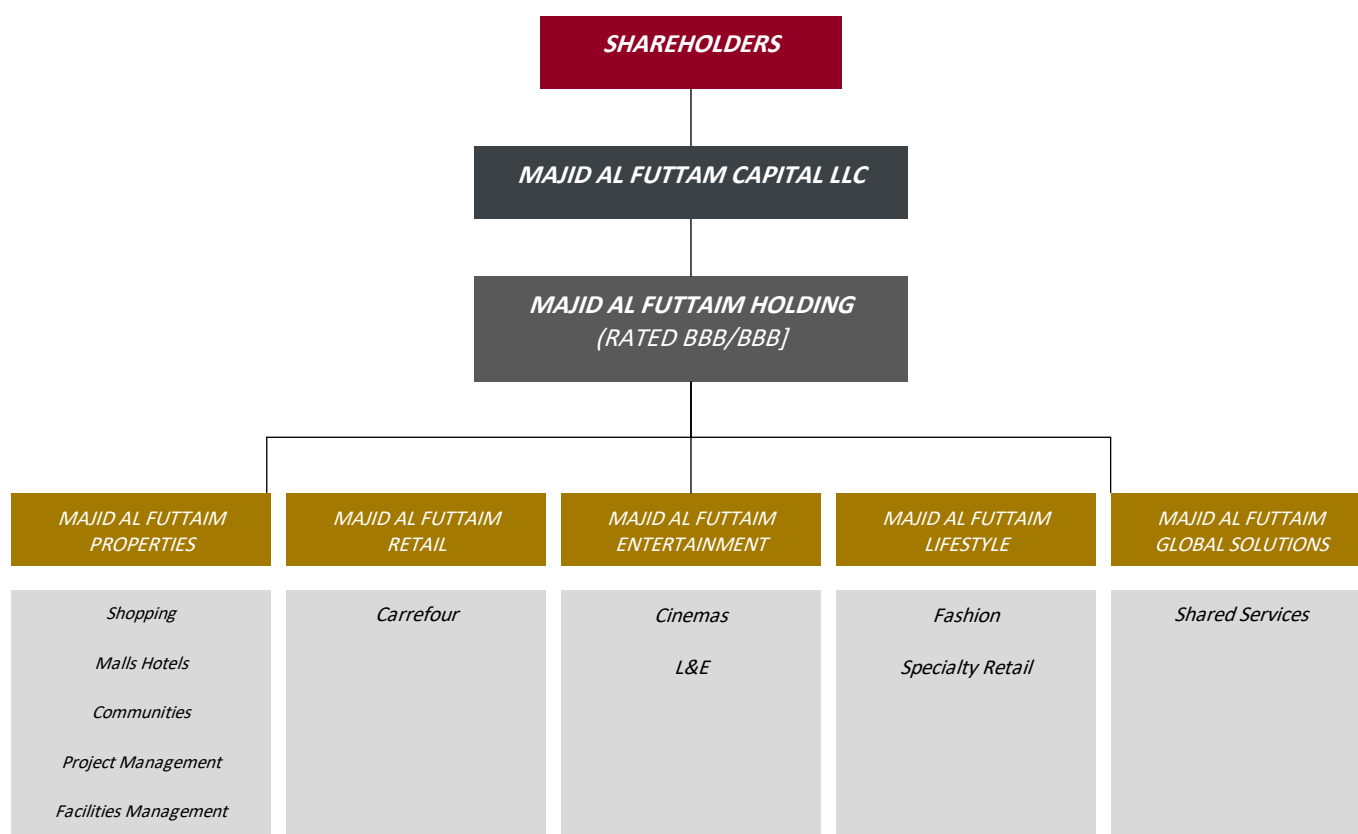 SHAREHOLDERS
MAJID AL FUTTAM CAPITAL LLC
MAJID AL FUTTAIM HOLDING
(RATED BBB/BBB]
MAJID AL FUTTAIM
PROPERTIES
MAJID AL FUTTAIM
RETAIL
MAJID AL FUTTAIM
ENTERTAINMENT
MAJID AL FUTTAIM
LIFESTYLE
MAJID AL FUTTAIM
GLOBAL SOLUTIONS
Shopping
Malls Hotels
Communities
Project Management
Facilities Management
Carrefour
Cinemas
L&E
Fashion
Specialty Retail
Shared Services